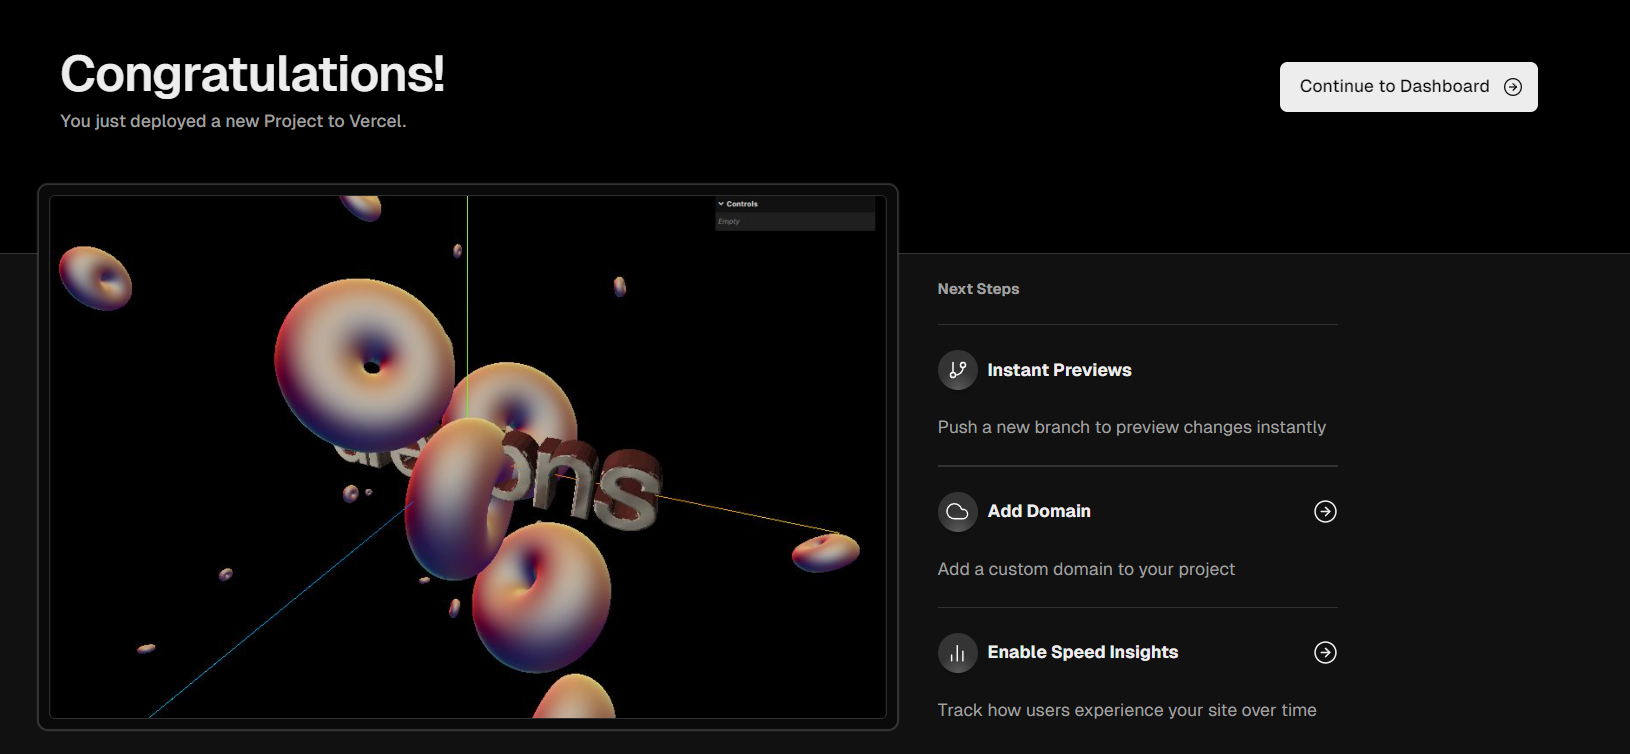 Congratulations!
You just deployed a new Project to Vercel.
Continue to Dashboard
Controls
Empty
Next Steps
Instant Previews
Push a new branch to preview changes instantly
Add Domain
Add a custom domain to your project
Enable Speed Insights
Track how users experience your site over time